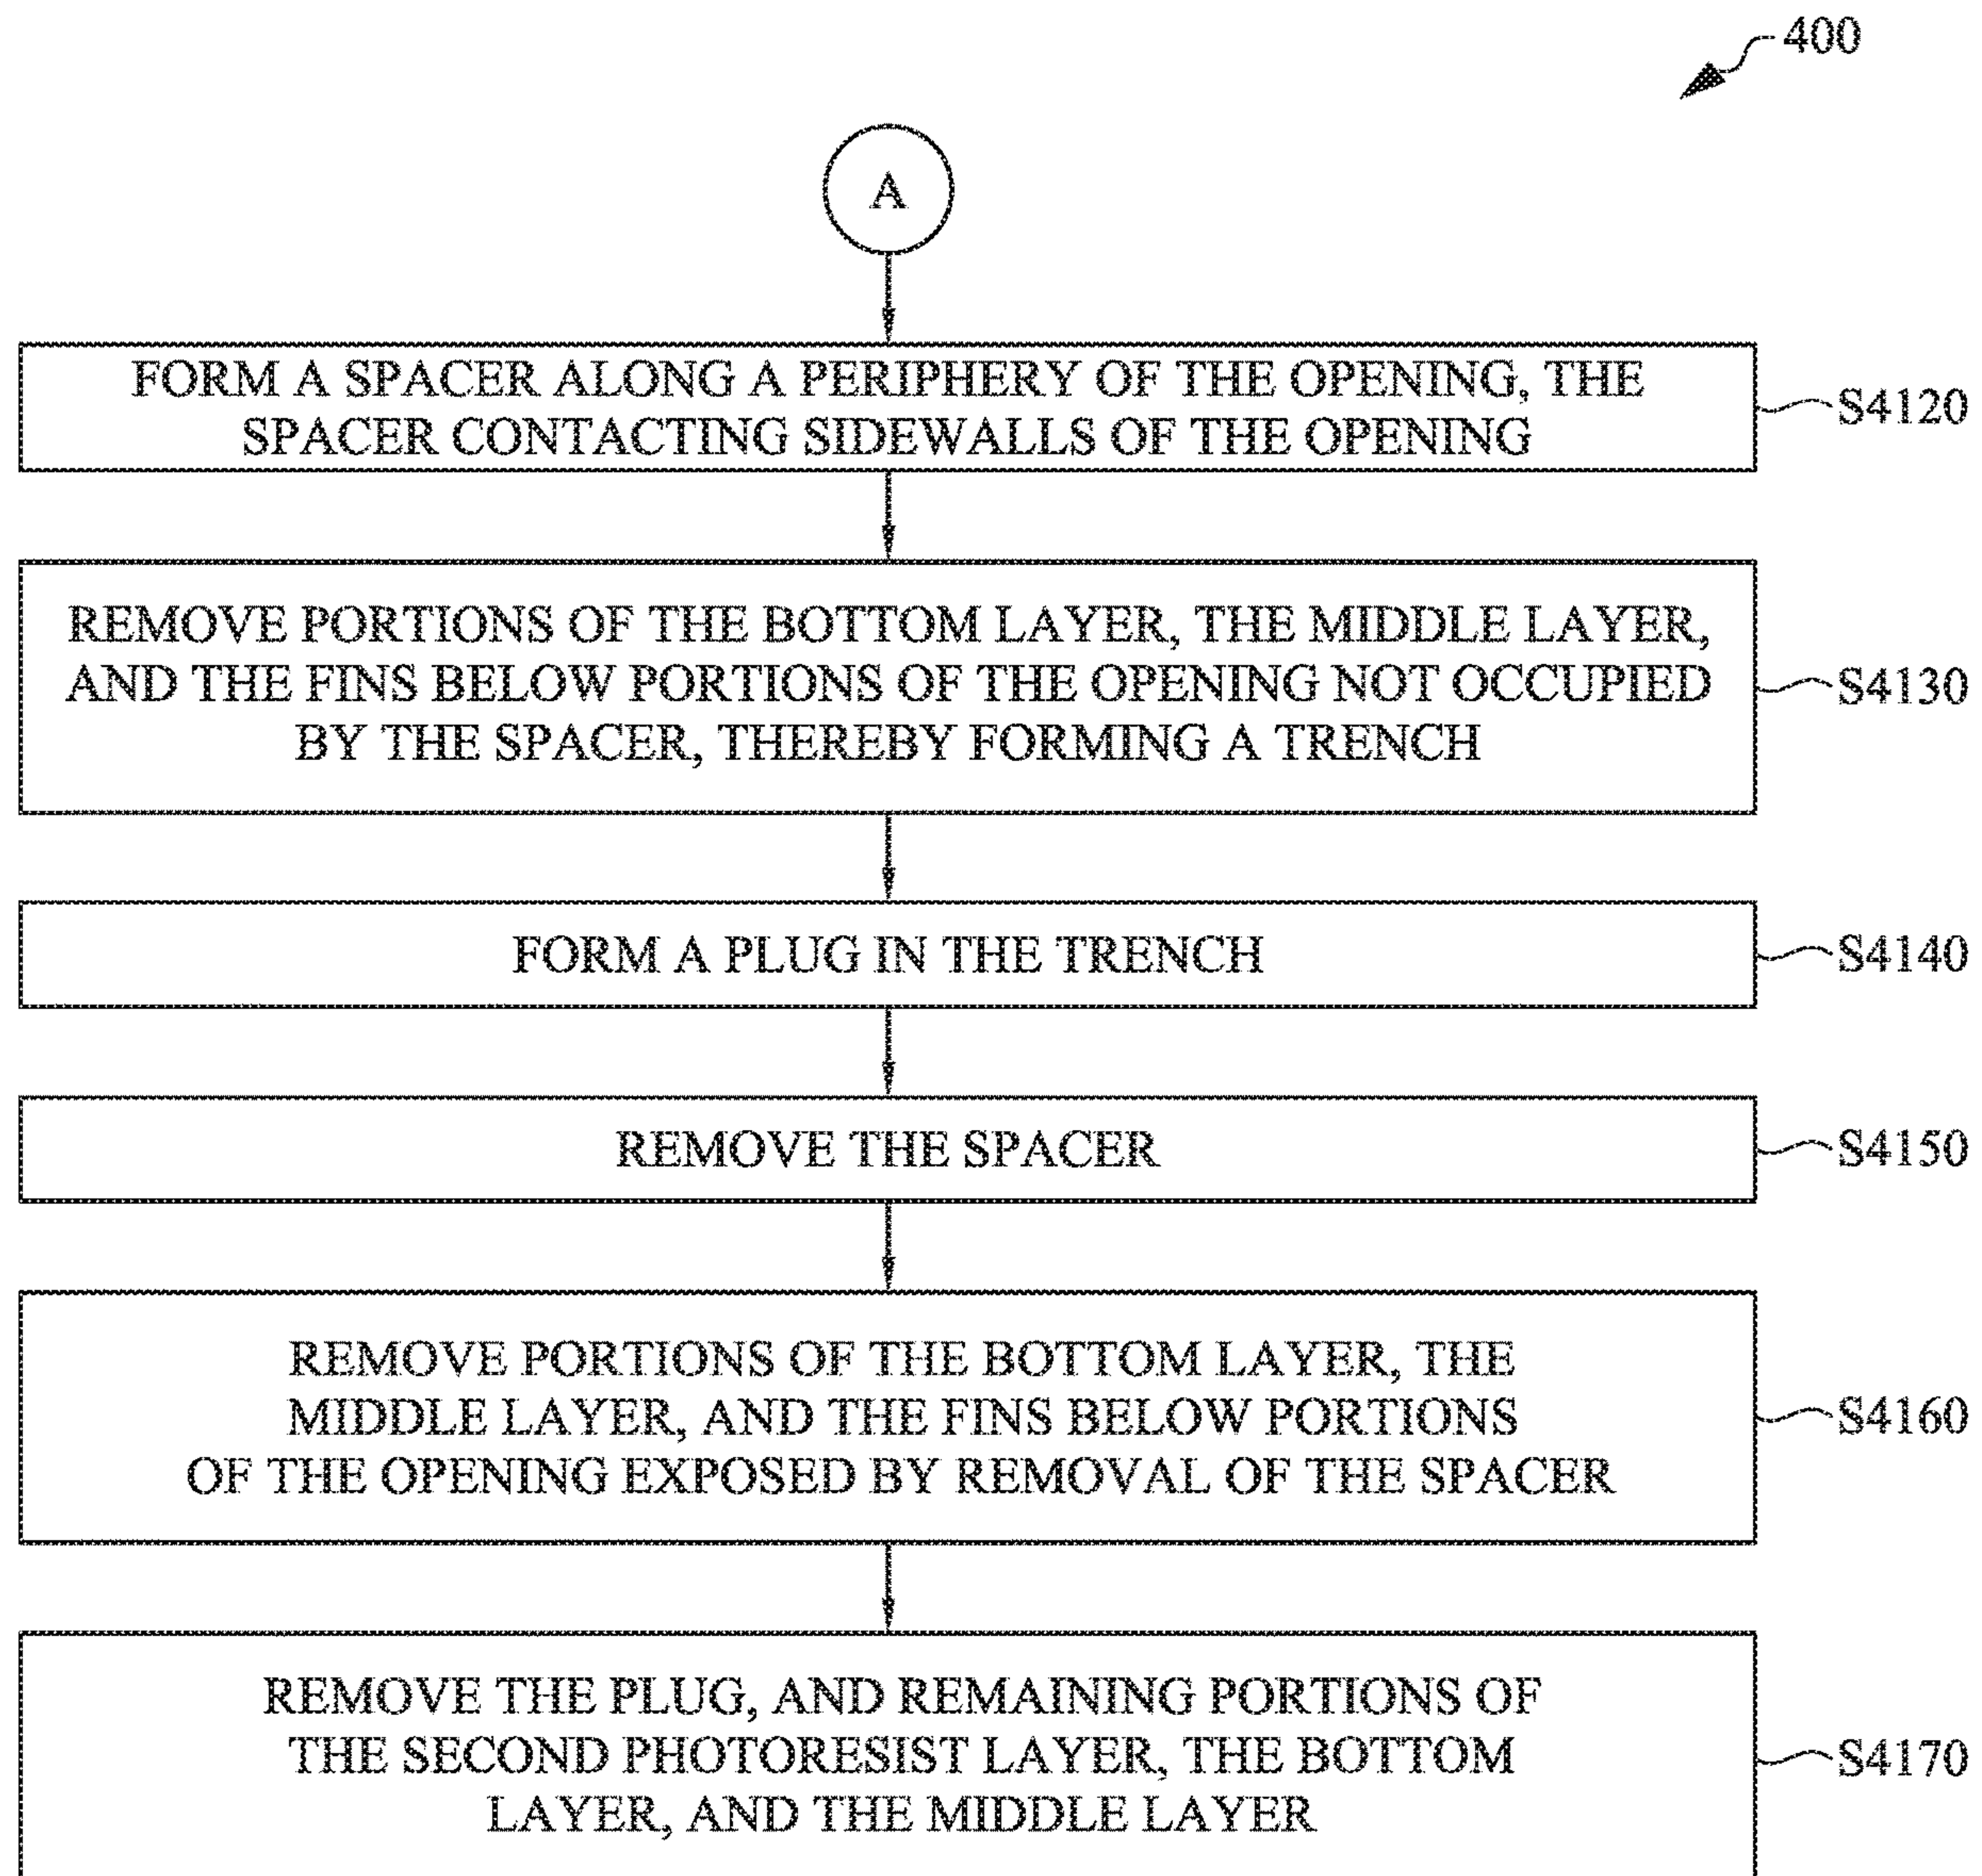 400
A
FORM A SPACER ALONG A PERIPHERY OF THE OPENING, THE
SPACER CONTACTING SIDEWALLS OF THE OPENING
S4120
REMOVE PORTIONS OF THE BOTTOM LAYER, THE MIDDLE LAYER,
AND THE FINS BELOW PORTIONS OF THE OPENING NOT OCCUPIED
BY THE SPACER, THEREBY FORMING A TRENCH
S4130
FORM A PLUG IN THE TRENCH
S4140
REMOVE THE SPACER
S4150
REMOVE PORTIONS OF THE BOTTOM LAYER, THE
MIDDLE LAYER, AND THE FINS BELOW PORTIONS
OF THE OPENING EXPOSED BY REMOVAL OF THE SPACER
S4160
REMOVE THE PLUG, AND REMAINING PORTIONS OF
THE SECOND PHOTORESIST LAYER, THE BOTTOM
LAYER, AND THE MIDDLE LAYER
S4170